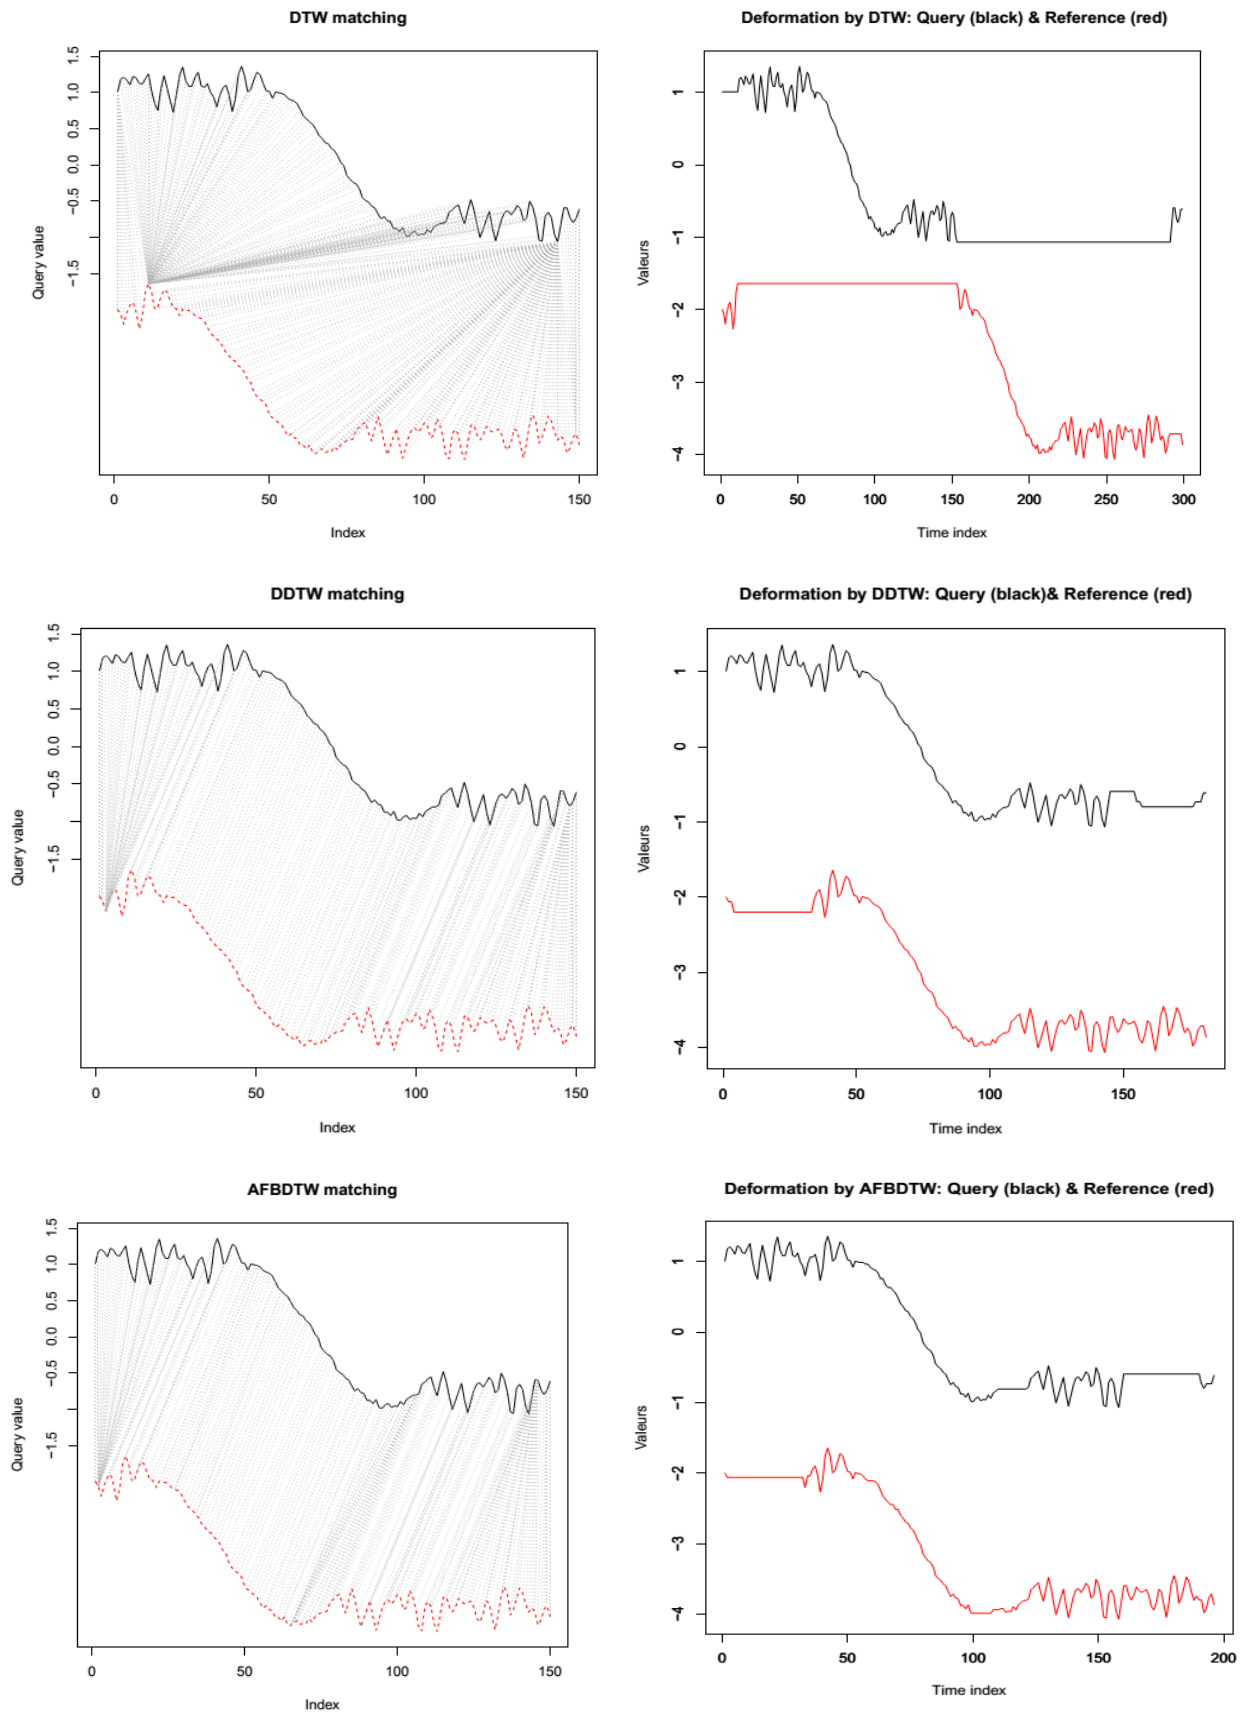 DTW matching
Deformation by DTW: Query (black) & Reference (red)
Query value
1.5
1.0
0.5
0.0
−0.5
−1.5
0 50 100 150
Index
Valeurs
1
0
−1
−2
−3
−4
0 50 100 150 200 250 300
Time index
DDTW matching
Deformation by DDTW: Query (black)& Reference (red)
Query value
1.5
1.0
0.5
0.0
−0.5
−1.5
0 50 100 150
Index
Valeurs
1
0
−1
−2
−3
−4
0 50 100 150
Time index
AFBDTW matching
Deformation by AFBDTW: Query (black) & Reference (red)
Query value
1.5
1.0
0.5
0.0
−0.5
−1.5
0 50 100 150
Index
Valeurs
1
0
−1
−2
−3
−4
0 50 100 150 200
Time index